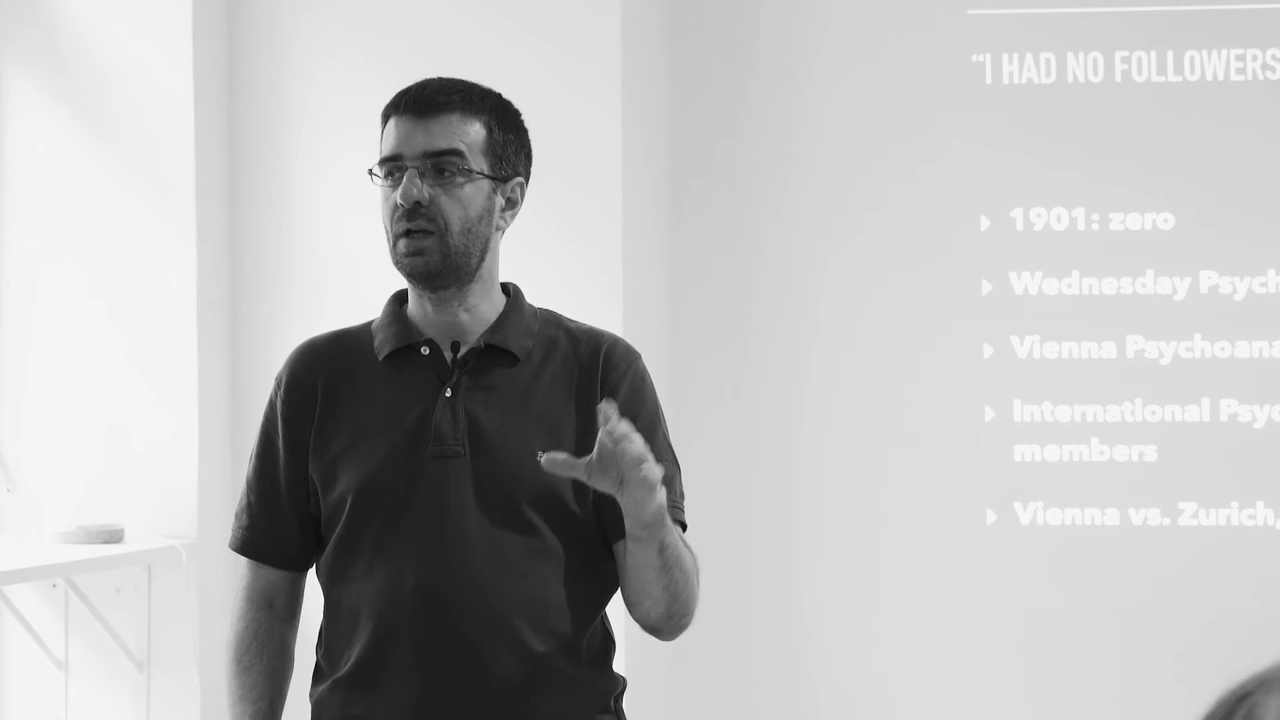 "I HAD NO FOLLOWERS
1901: zero
Wednesday Psych
Vienna Psychoana
International Psyc
members
Vienna vs. Zurich,